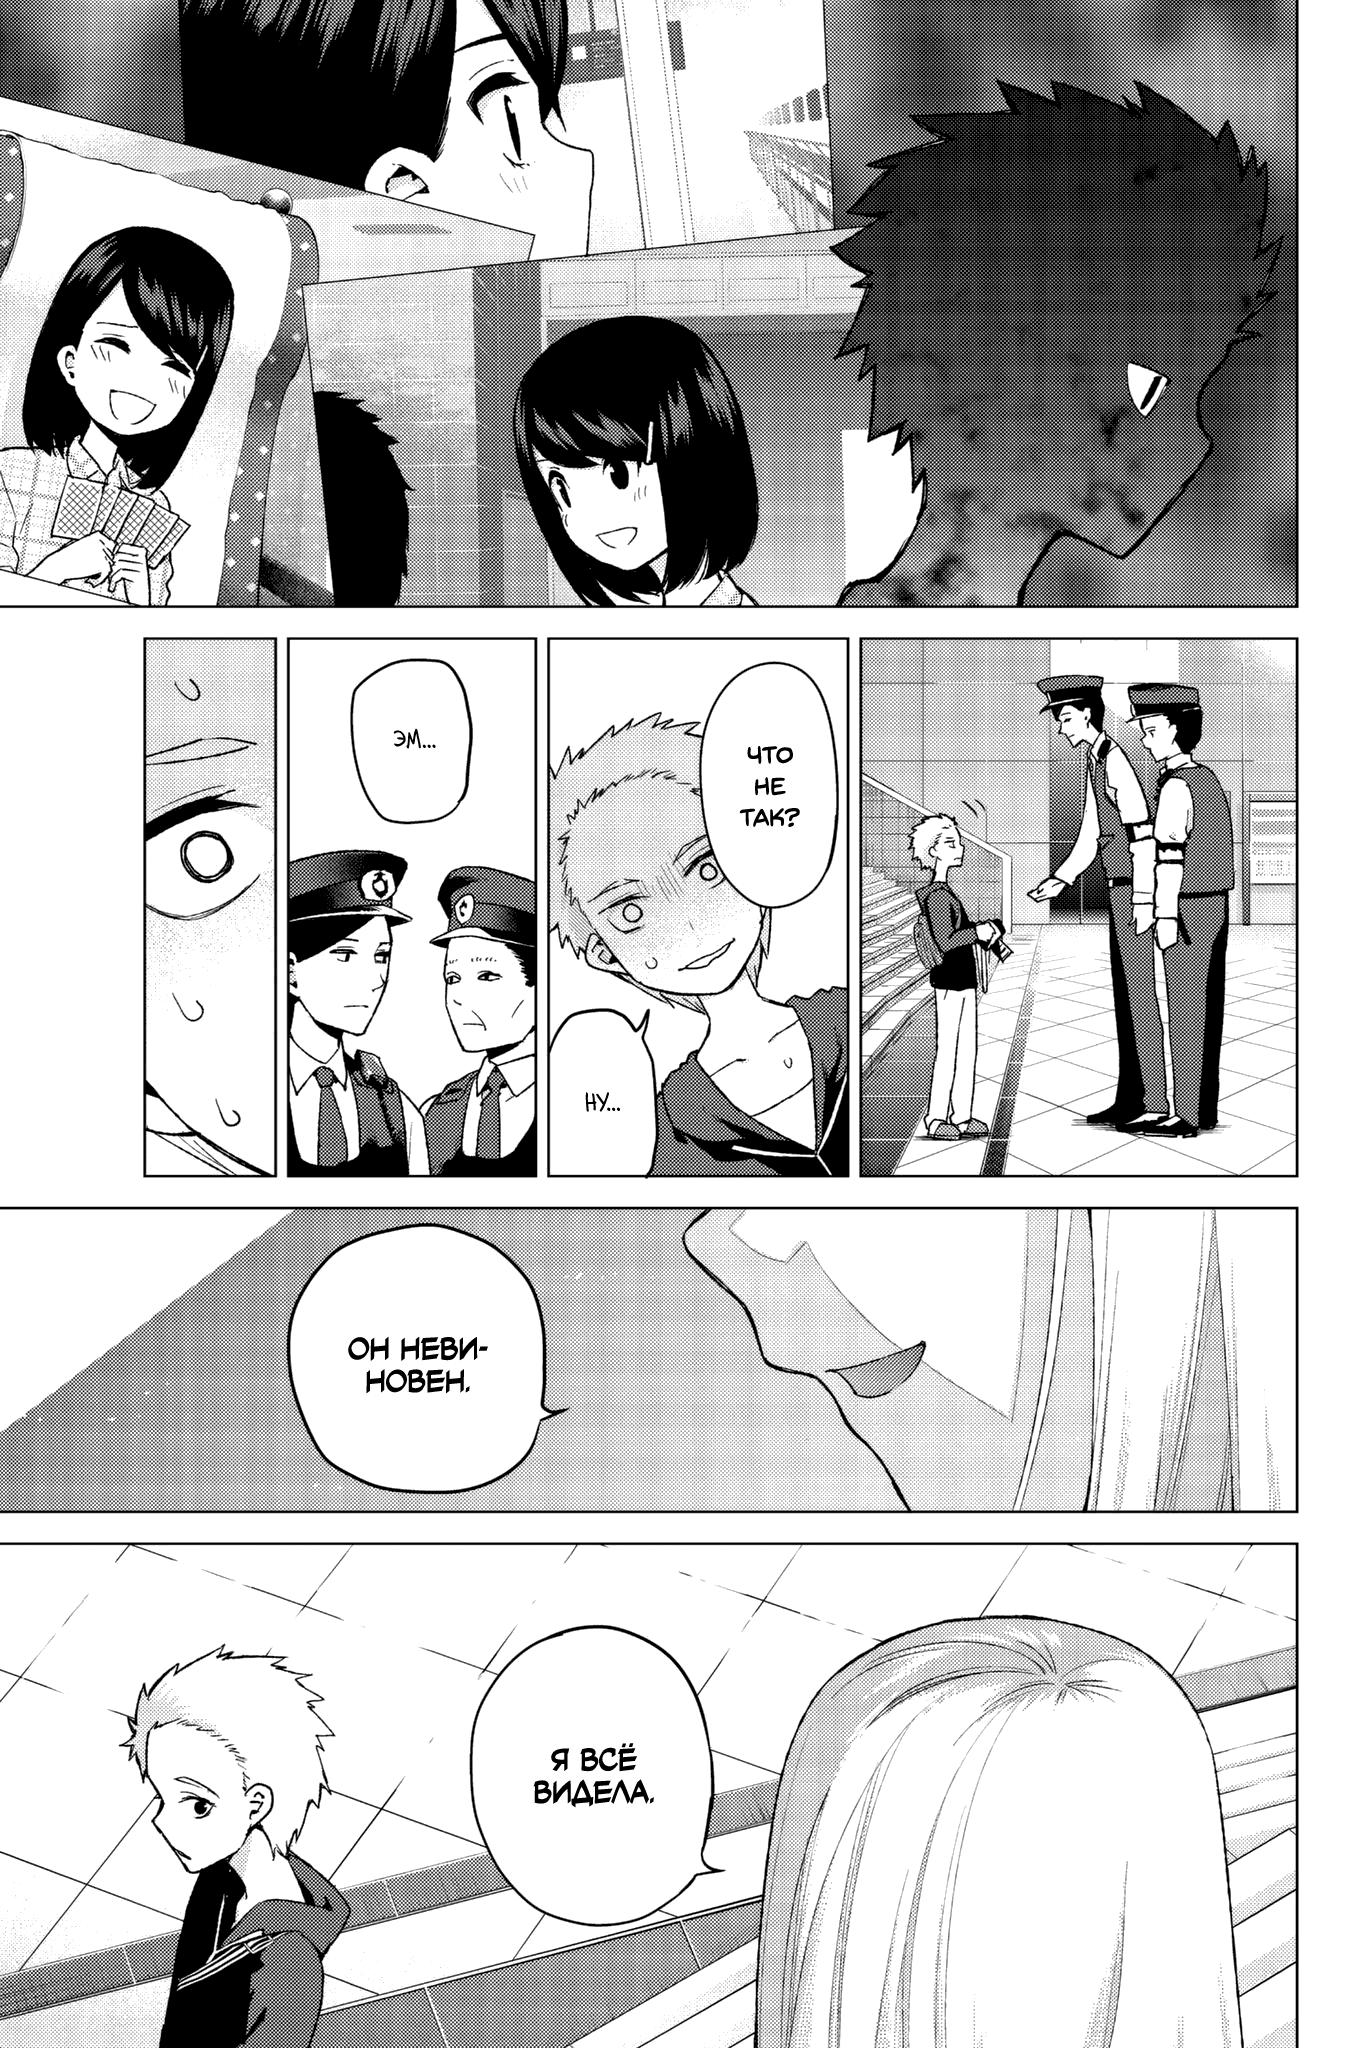 ЧТО
НЕ
ТАК?
НУ...
ЭМ...
ОН НЕВИ-
НОВЕН.
Я ВСЁ
ВИДЕЛА.